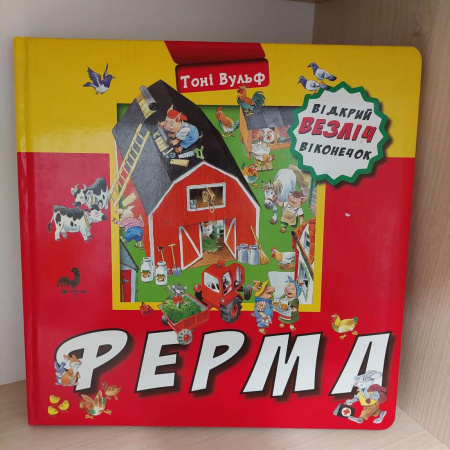 Тоні Вульф
ВІДКРИЙ
БЕЗЛІЧ
ВІКОНЕЧОК
ФЕРМА